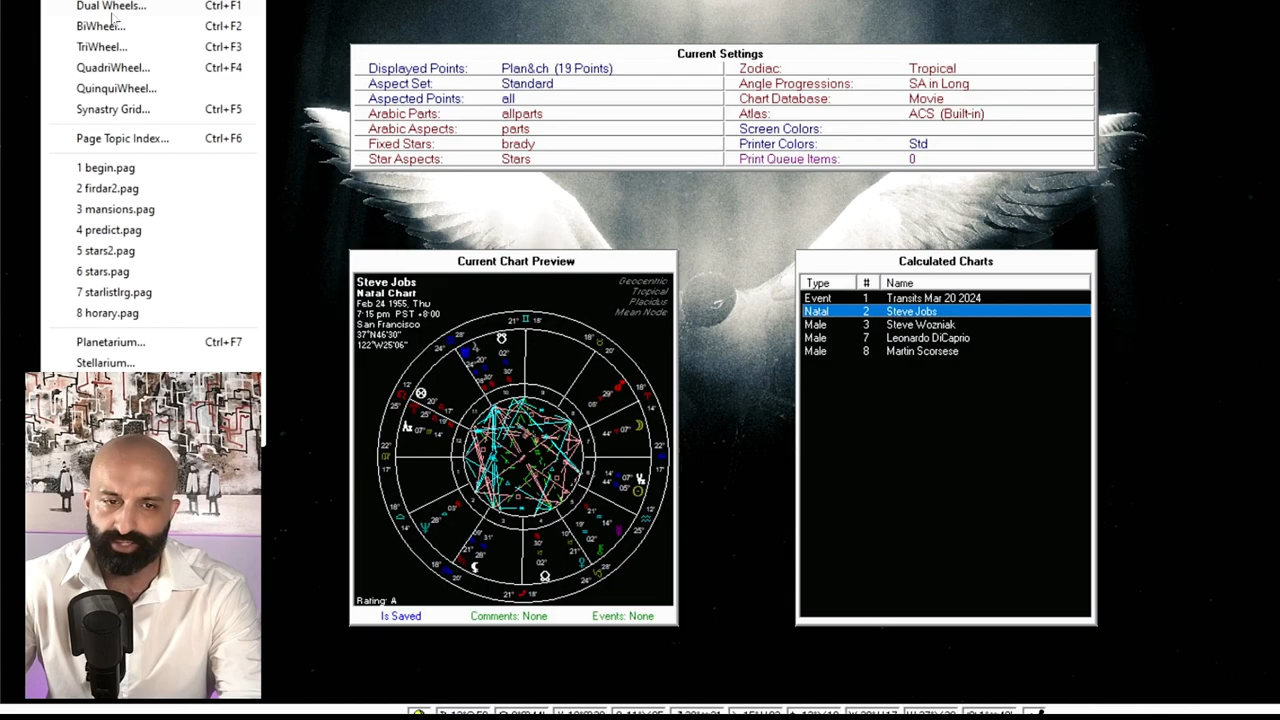 Dual Wheels... Ctrl+F1
BiWheel... Ctrl+F2
TriWheel... Ctrl+F3
QuadriWheel... Ctrl+F4
QuinquiWheel...
Synastry Grid... Ctrl+F5
Page Topic Index... Ctrl+F6
1 begin.pag
2 firdar2.pag
3 mansions.pag
4 predict.pag
5 stars2.pag
6 stars.pag
7 starlistlrg.pag
8 horary.pag
Planetarium... Ctrl+F7
Stellarium...
Current Settings
Displayed Points: Plan&ch (19 Points)
Aspect Set: Standard
Aspected Points: all
Arabic Parts: allparts
Arabic Aspects: parts
Fixed Stars: brady
Star Aspects: Stars
Zodiac: Tropical
Angle Progressions: SA in Long
Chart Database: Movie
Atlas: ACS (Built-in)
Screen Colors:
Printer Colors: Std
Print Queue Items: 0
Current Chart Preview
Steve Jobs
Natal Chart
Feb 24 1955, Thu
7:15 pm PST +8:00
San Francisco
37°N46'30"
122°W25'06"
Geocentric
Tropical
Placidus
Mean Node
Rating: A
Is Saved Comments: None Events: None
Calculated Charts
Type # Name
Event 1 Transits Mar 20 2024
Natal 2 Steve Jobs
Male 3 Steve Wozniak
Male 7 Leonardo DiCaprio
Male 8 Martin Scorsese